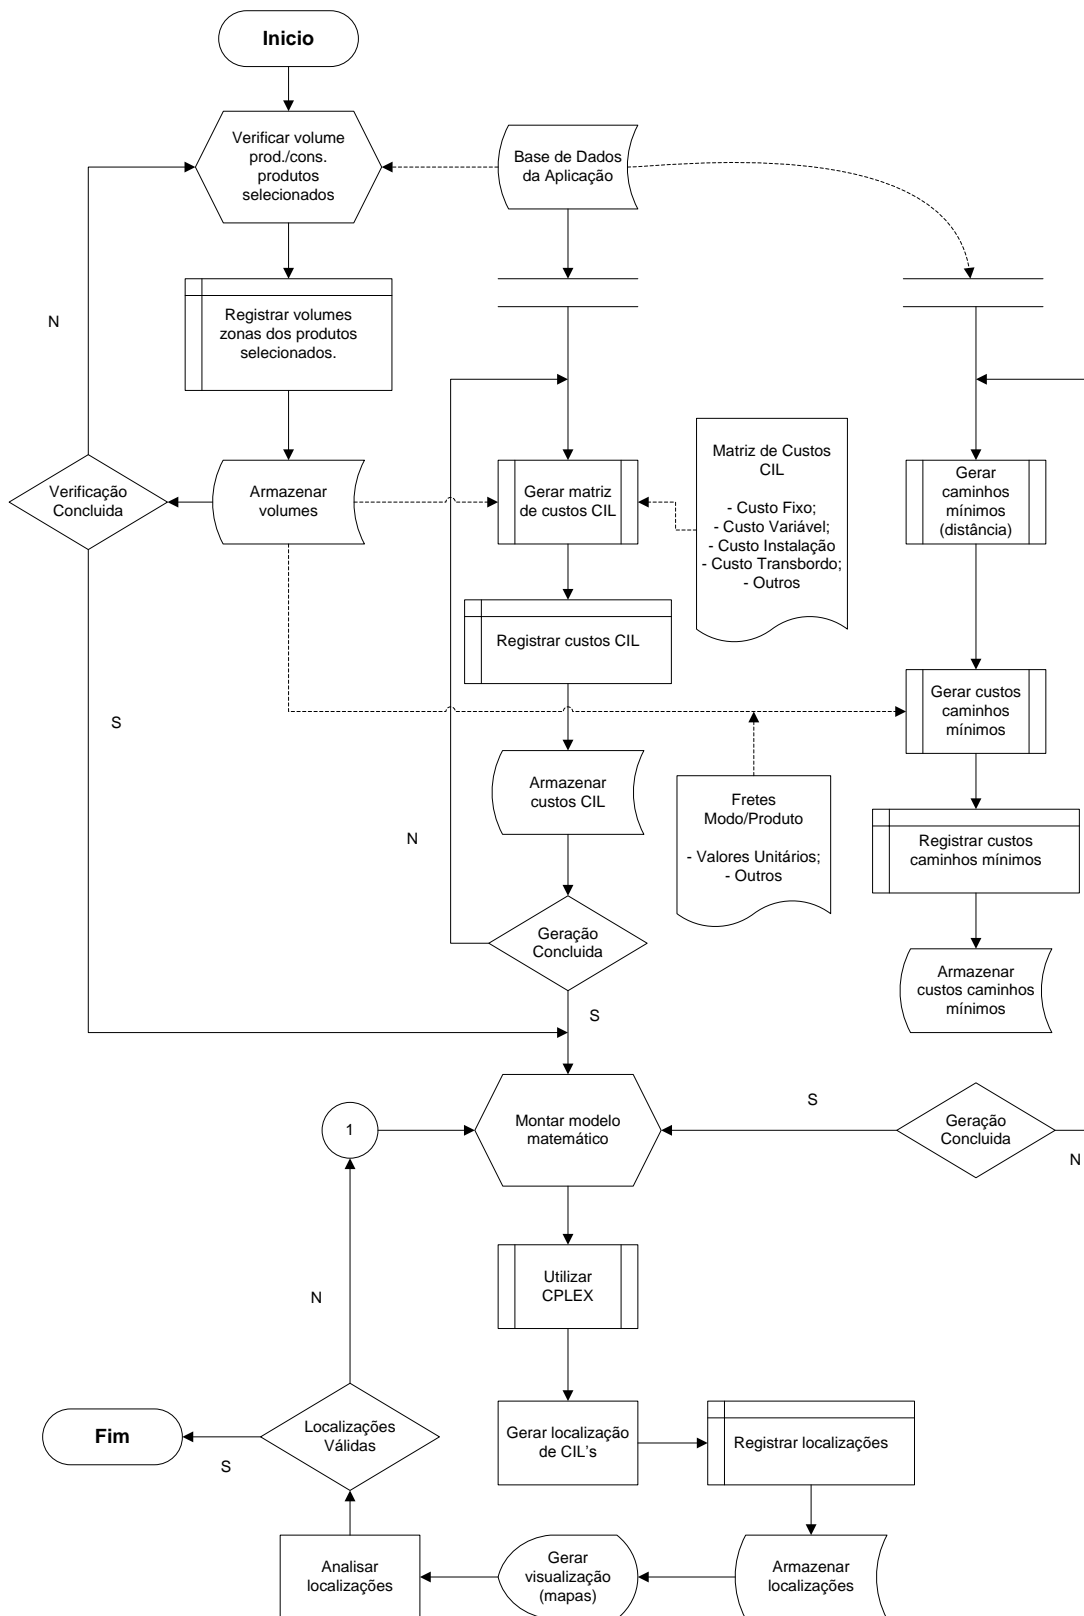 Inicio
Verificar volume
prod./cons.
produtos
selecionados
Base de Dados
da Aplicação
N
Registrar volumes
zonas dos produtos
selecionados.
Verificação
Concluida
Armazenar
volumes
Gerar matriz
de custos CIL
Matriz de Custos
CIL
- Custo Fixo;
- Custo Variável;
- Custo Instalação
- Custo Transbordo;
- Outros
Gerar
caminhos
mínimos
(distância)
Registrar custos CIL
Gerar custos
caminhos
mínimos
S
Armazenar
custos CIL
N
Fretes
Modo/Produto
- Valores Unitários;
- Outros
Registrar custos
caminhos mínimos
Geração
Concluida
Armazenar
custos caminhos
mínimos
S
1
Montar modelo
matemático
S
Geração
Concluida
N
Utilizar
CPLEX
N
Fim
S
Localizações
Válidas
Gerar localização
de CIL's
Registrar localizações
Analisar
localizações
Gerar
visualização
(mapas)
Armazenar
localizações